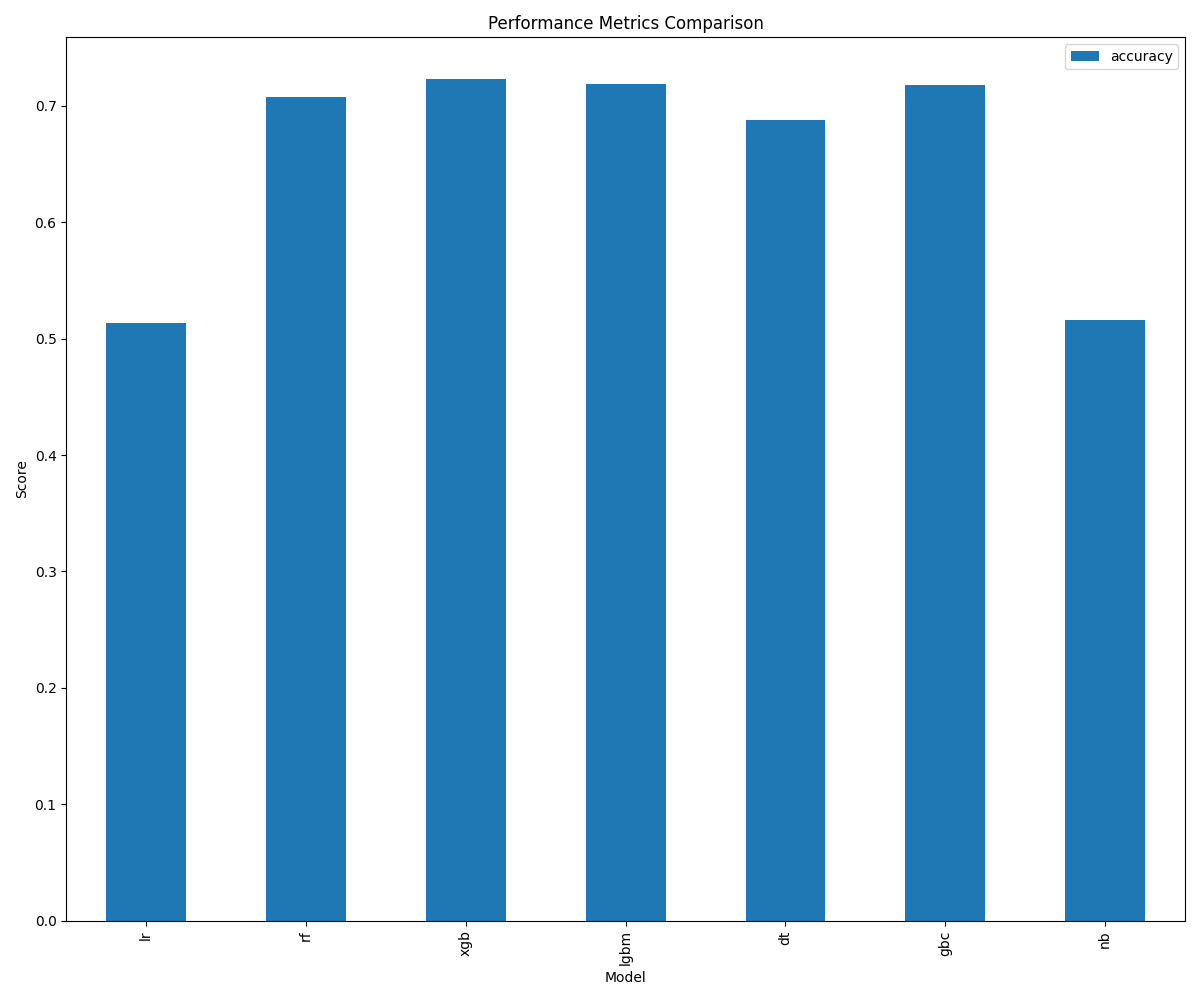 Performance Metrics Comparison
accuracy
Score
0.7
0.6
0.5
0.4
0.3
0.2
0.1
0.0
lr
rf
xgb
lgbm
dt
gbc
nb
Model